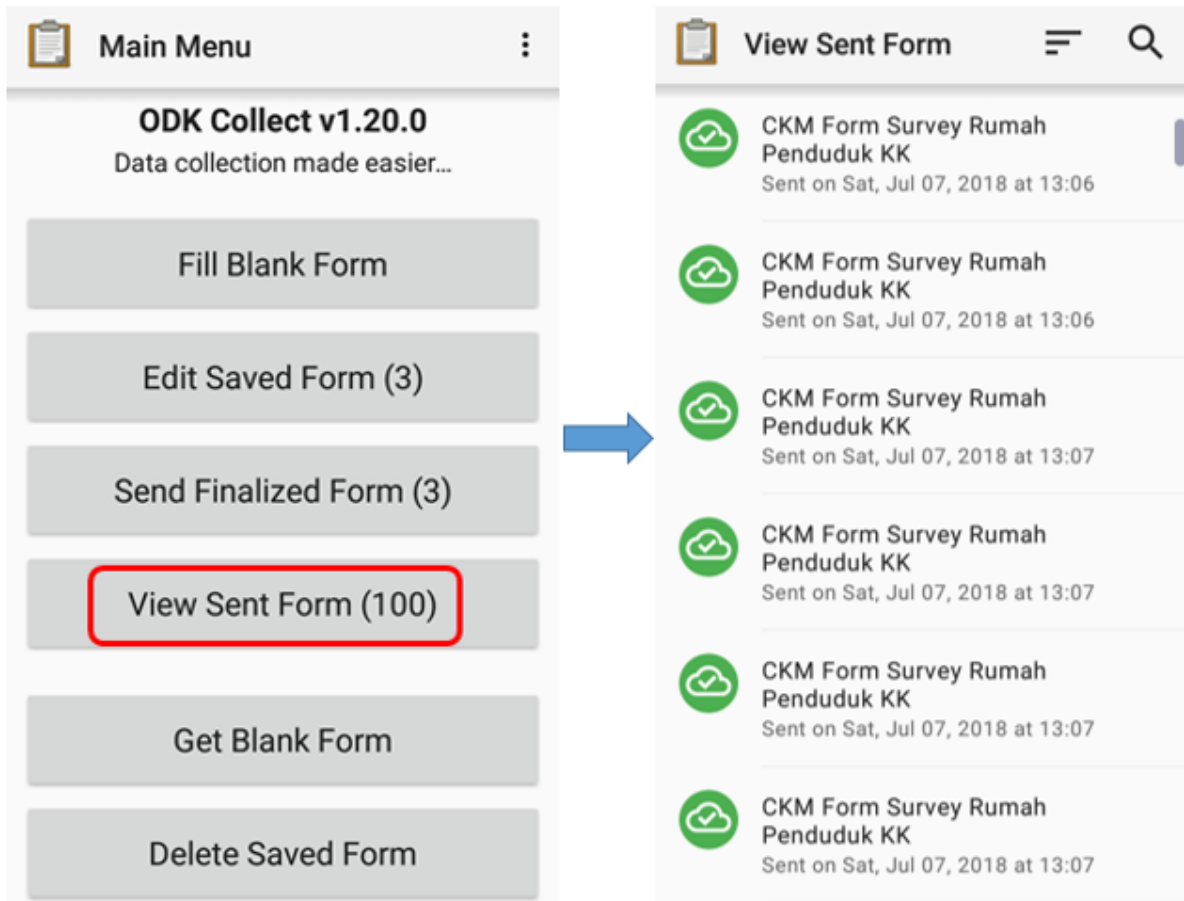 Main Menu
ODK Collect v1.20.0
Data collection made easier...
Fill Blank Form
Edit Saved Form (3)
Send Finalized Form (3)
View Sent Form (100)
Get Blank Form
Delete Saved Form
View Sent Form
CKM Form Survey Rumah
Penduduk KK
Sent on Sat, Jul 07, 2018 at 13:06
CKM Form Survey Rumah
Penduduk KK
Sent on Sat, Jul 07, 2018 at 13:06
CKM Form Survey Rumah
Penduduk KK
Sent on Sat, Jul 07, 2018 at 13:07
CKM Form Survey Rumah
Penduduk KK
Sent on Sat, Jul 07, 2018 at 13:07
CKM Form Survey Rumah
Penduduk KK
Sent on Sat, Jul 07, 2018 at 13:07
CKM Form Survey Rumah
Penduduk KK
Sent on Sat, Jul 07, 2018 at 13:07